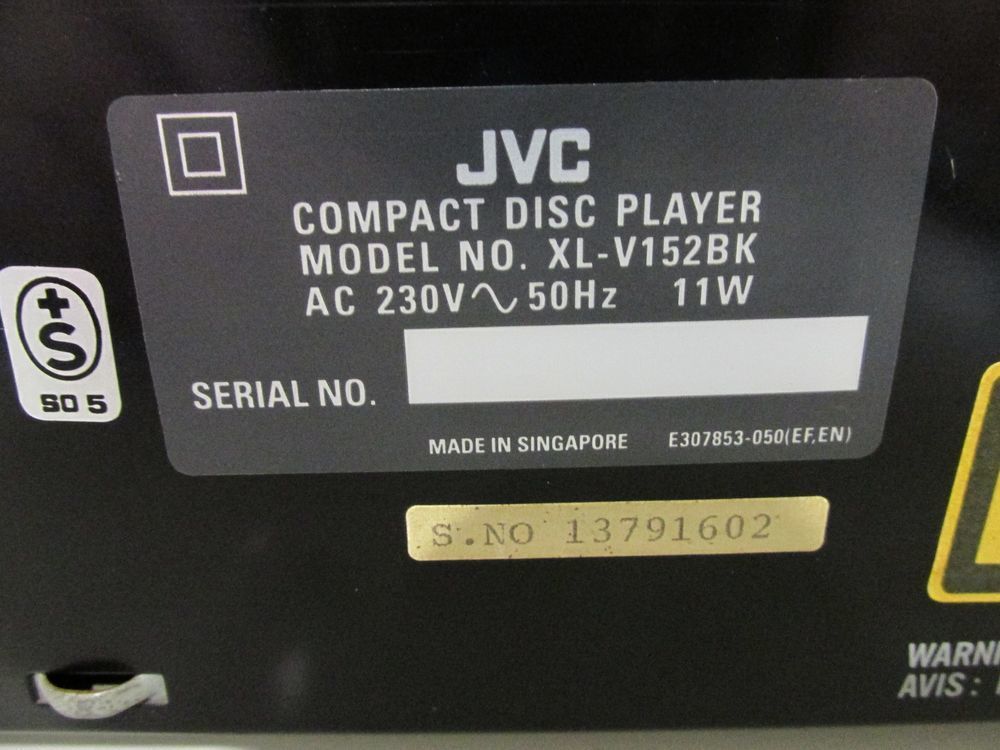 JVC
COMPACT DISC PLAYER
MODEL NO. XL-V152BK
AC 230V∿50Hz 11W
SERIAL NO.
MADE IN SINGAPORE E307853-050(EF,EN)
S.NO 13791602
+
S
SO 5
AVIS: